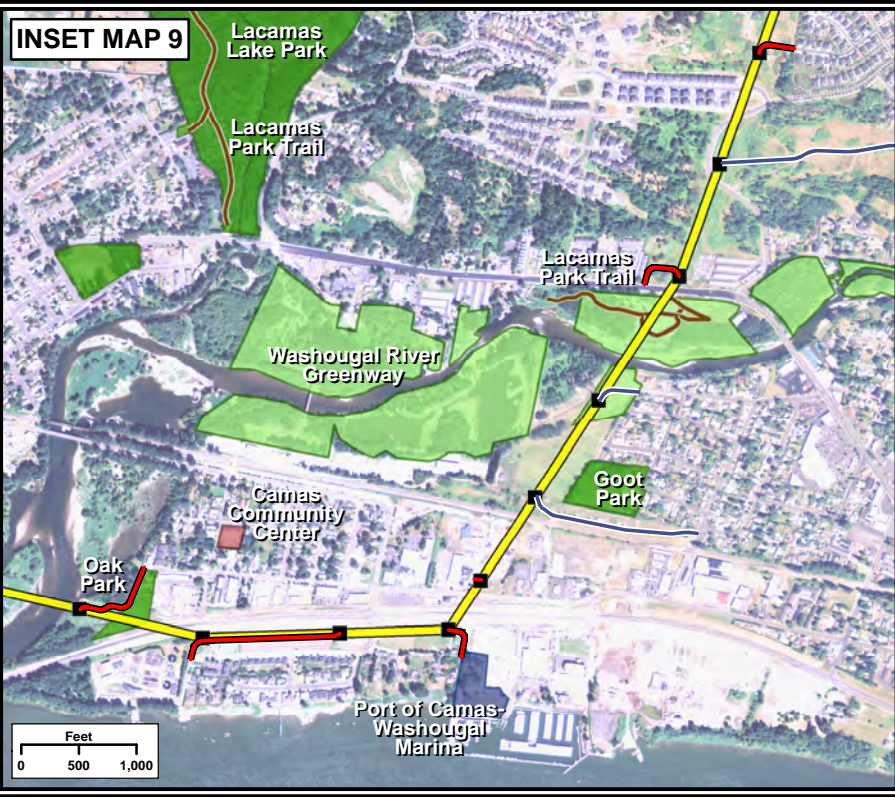 INSET MAP 9
Lacamas
Lake Park
Lacamas
Park Trail
Lacamas
Park Trail
Washougal River
Greenway
Goot
Park
Camas
Community
Center
Oak
Park
Port of Camas-
Washougal
Marina
Feet
0 500 1,000